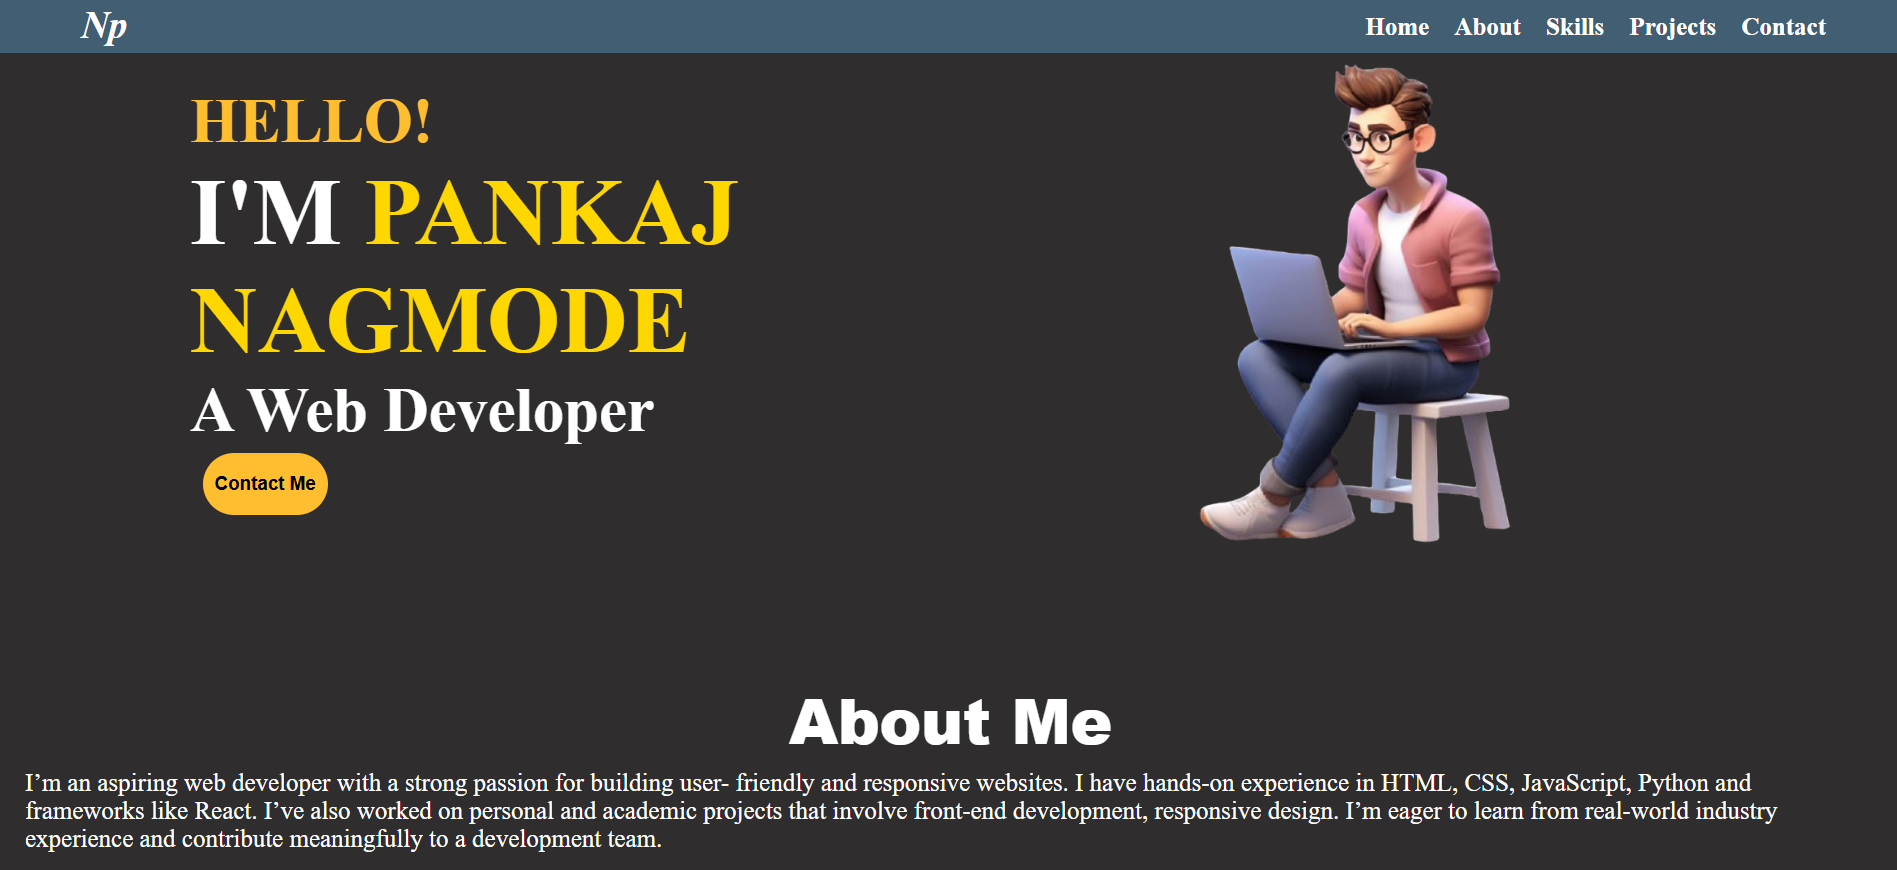 Np
Home About Skills Projects Contact
HELLO!
I'M PANKAJ
NAGMODE
A Web Developer
Contact Me
About Me
I’m an aspiring web developer with a strong passion for building user- friendly and responsive websites. I have hands-on experience in HTML, CSS, JavaScript, Python and
frameworks like React. I’ve also worked on personal and academic projects that involve front-end development, responsive design. I’m eager to learn from real-world industry
experience and contribute meaningfully to a development team.